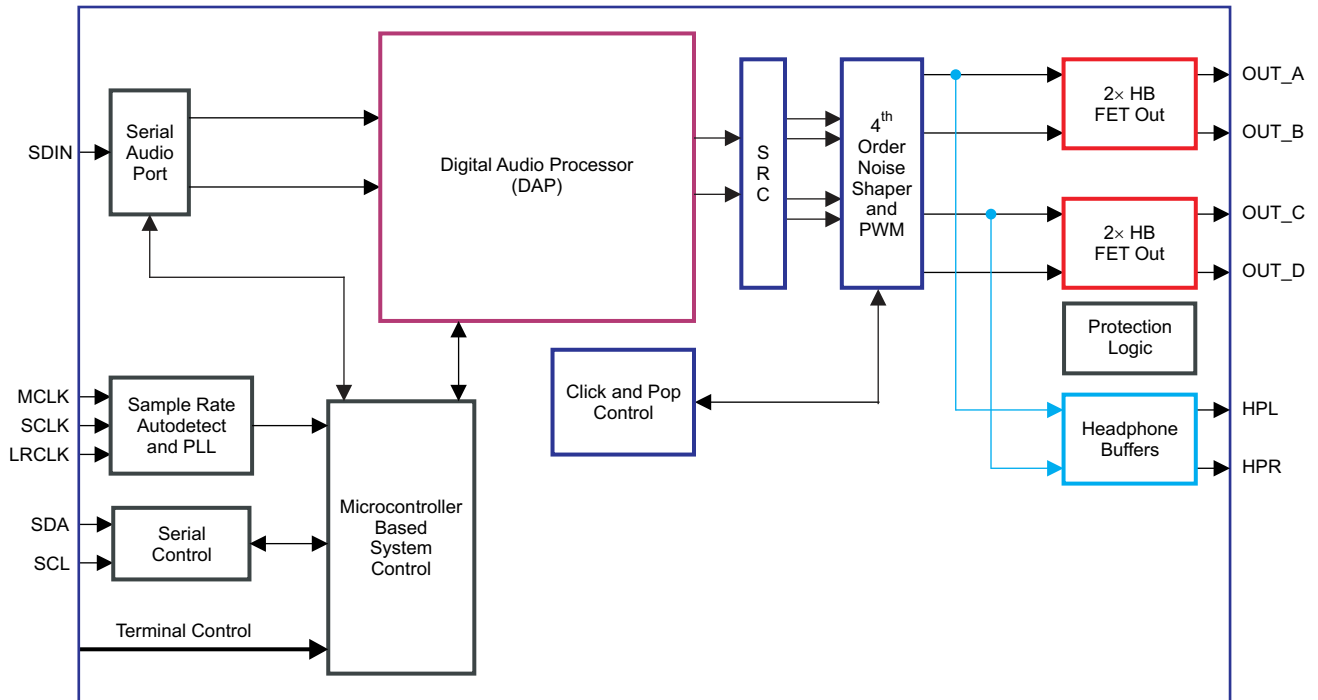 SDIN
Serial
Audio
Port
Digital Audio Processor
(DAP)
S
R
C
4th
Order
Noise
Shaper
and
PWM
2× HB
FET Out
OUT_A
OUT_B
2× HB
FET Out
OUT_C
OUT_D
Protection
Logic
Click and Pop
Control
Headphone
Buffers
HPL
HPR
MCLK
SCLK
LRCLK
Sample Rate
Autodetect
and PLL
SDA
SCL
Serial
Control
Microcontroller
Based
System
Control
Terminal Control